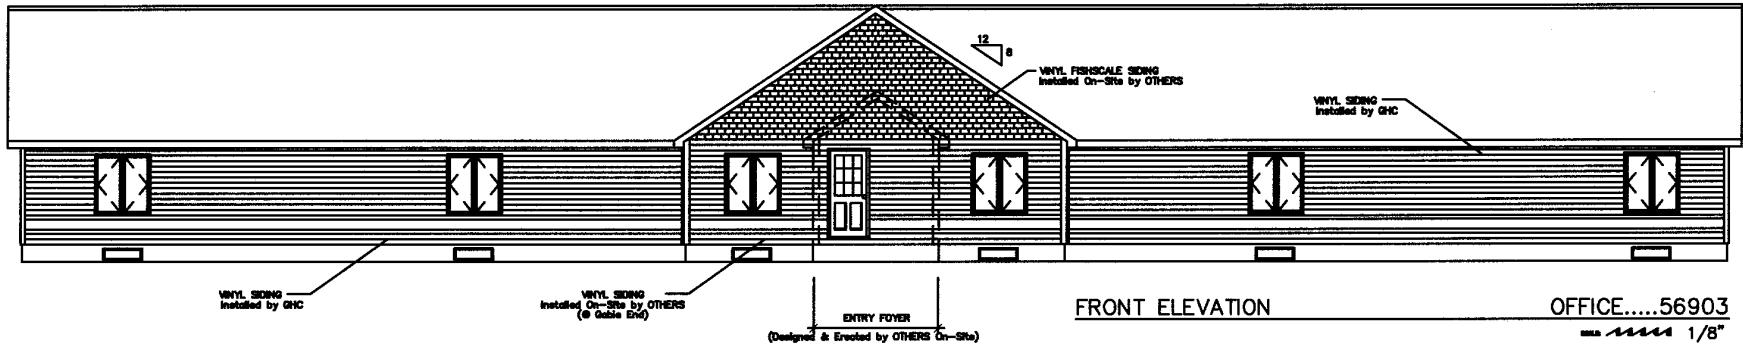 12
8
VINYL FISHSCALE SIDING
Installed On-Site by OTHERS
VINYL SIDING
Installed by GHC
VINYL SIDING
Installed by GHC
VINYL SIDING
Installed On-Site by OTHERS
(@ Gable End)
ENTRY FOYER
(Designed & Erected by OTHERS On-Site)
FRONT ELEVATION
OFFICE.....56903
1/8"